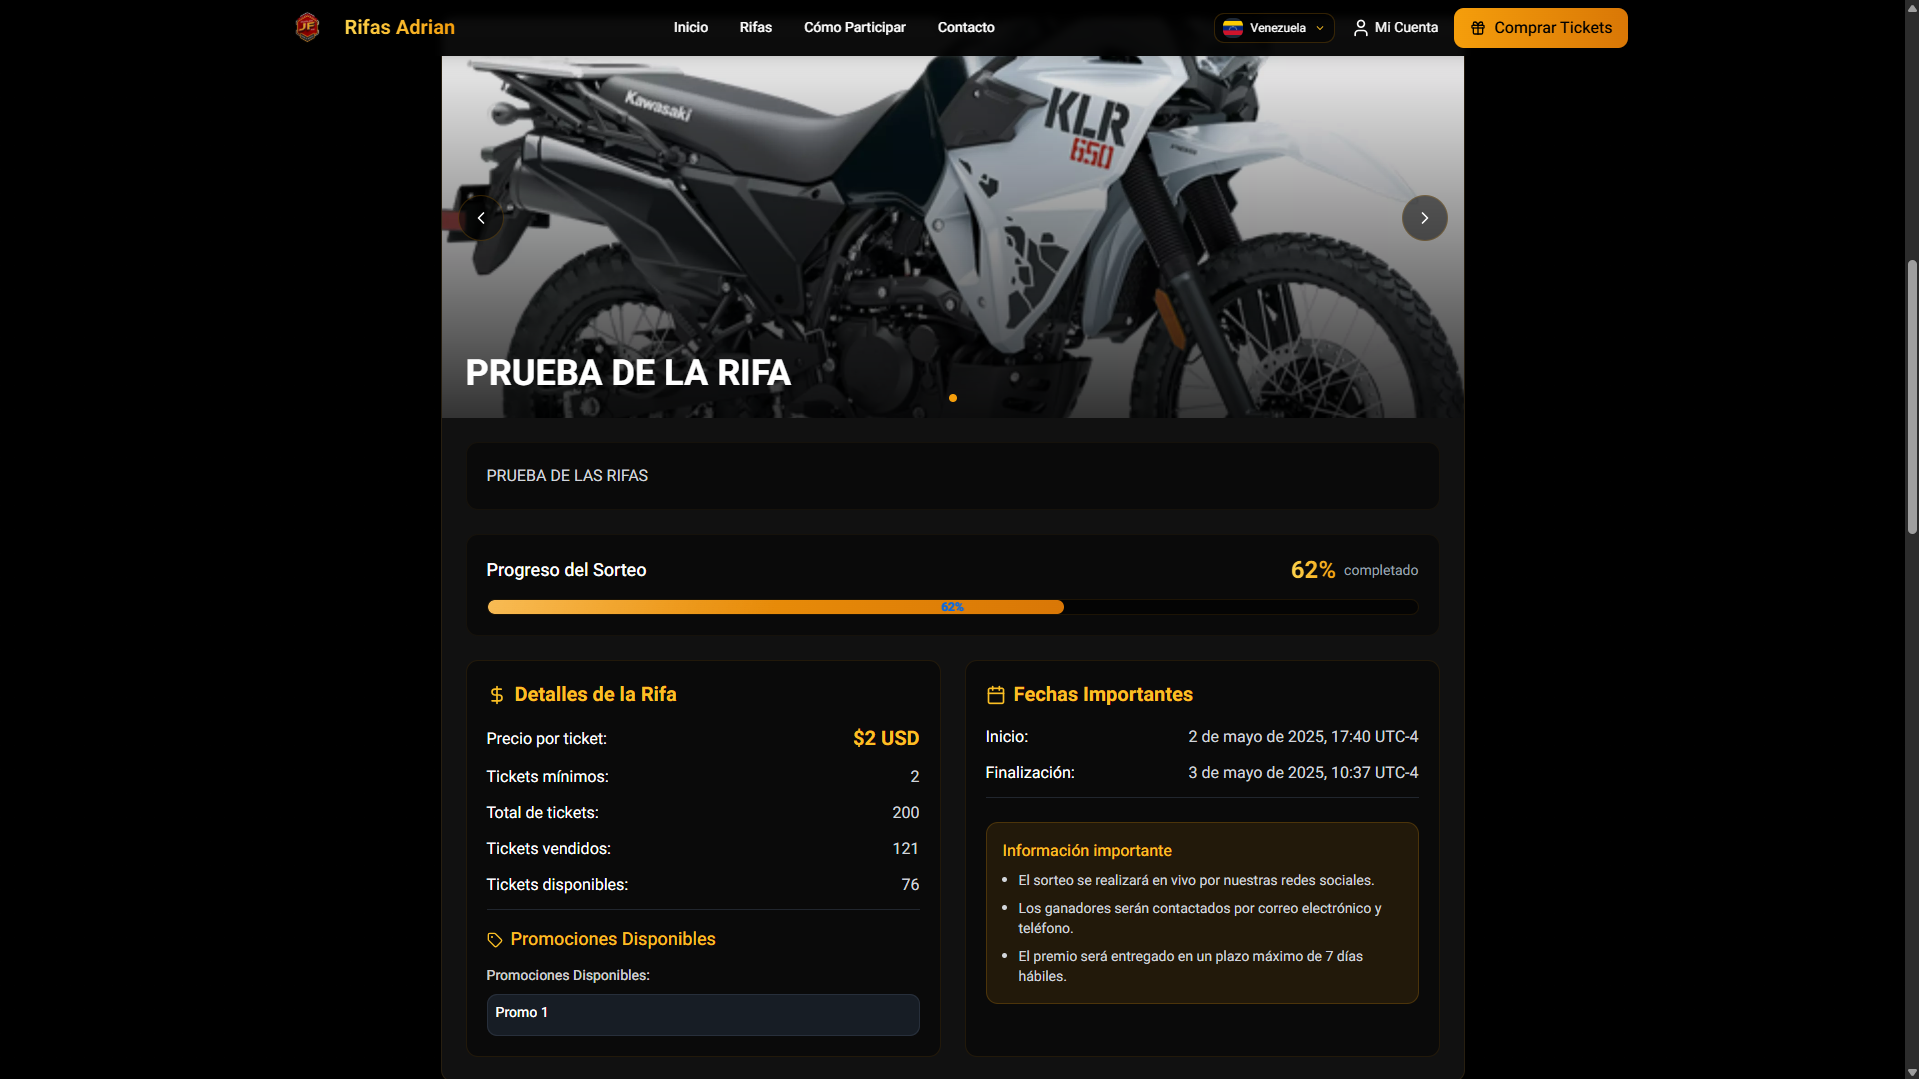 JF
Rifas Adrian
Inicio
Rifas
Cómo Participar
Contacto
Venezuela
Mi Cuenta
Comprar Tickets
Kawasaki
KLR
650
PRUEBA DE LA RIFA
PRUEBA DE LAS RIFAS
Progreso del Sorteo
62% completado
62%
Detalles de la Rifa
Precio por ticket: $2 USD
Tickets mínimos: 2
Total de tickets: 200
Tickets vendidos: 121
Tickets disponibles: 76
Promociones Disponibles
Promociones Disponibles:
Promo 1
Fechas Importantes
Inicio: 2 de mayo de 2025, 17:40 UTC-4
Finalización: 3 de mayo de 2025, 10:37 UTC-4
Información importante
El sorteo se realizará en vivo por nuestras redes sociales.
Los ganadores serán contactados por correo electrónico y
teléfono.
El premio será entregado en un plazo máximo de 7 días
hábiles.